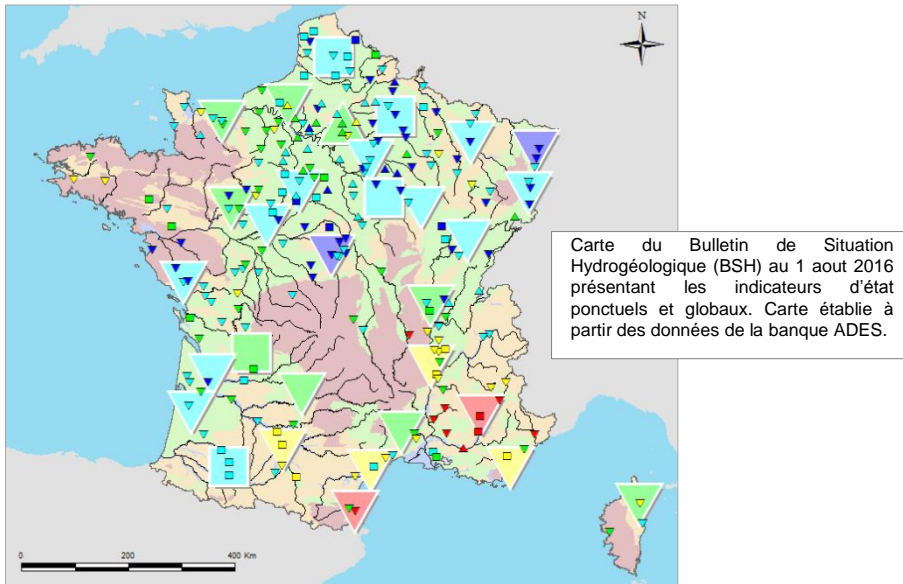 N
Carte du Bulletin de Situation
Hydrogéologique (BSH) au 1 aout 2016
présentant les indicateurs d'état
ponctuels et globaux. Carte établie à
partir des données de la banque ADES.
0 200 400 Km